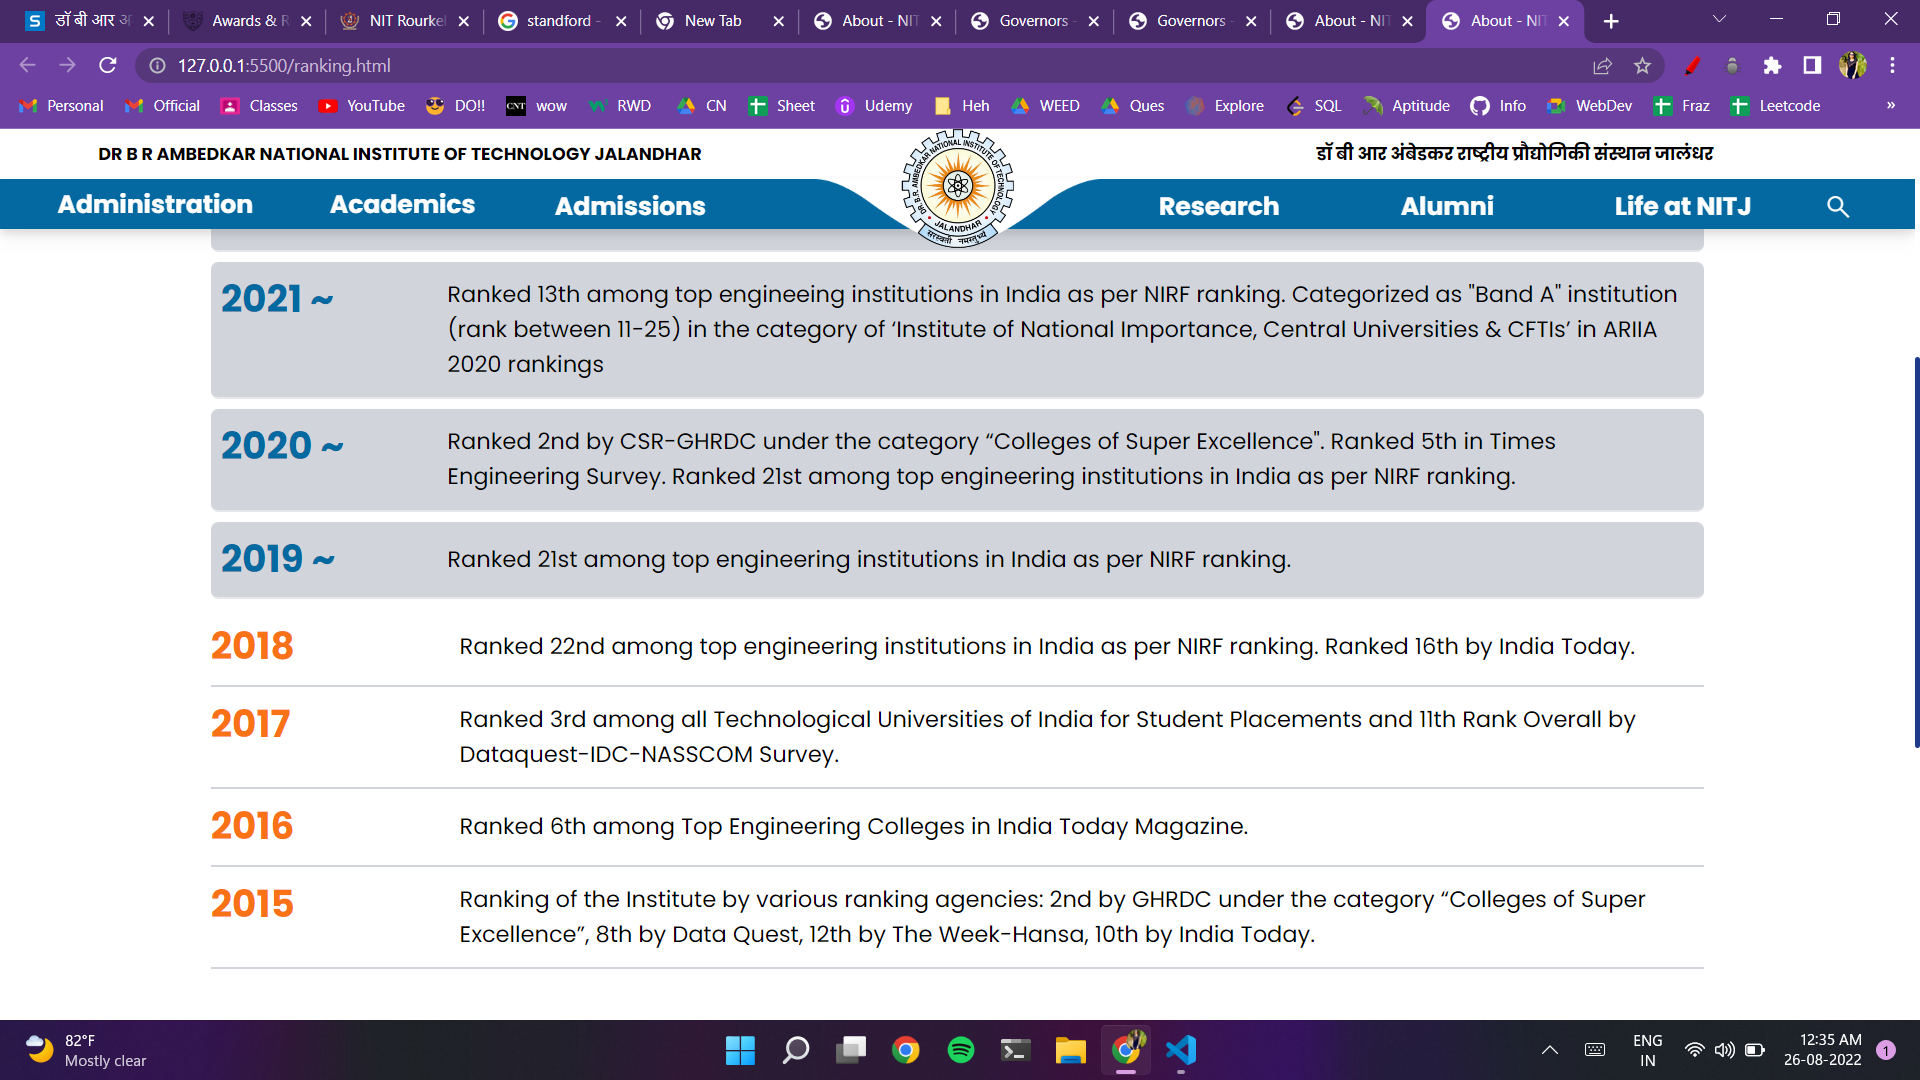 डॉ बी आर अं
Awards & R
NIT Rourkel
standford -
New Tab
About - NIT
Governors -
Governors -
About - NIT
About - NIT
127.0.0.1:5500/ranking.html
Personal
Official
Classes
YouTube
DO!!
CNT
wow
RWD
CN
Sheet
Udemy
Heh
WEED
Ques
Explore
SQL
Aptitude
Info
WebDev
Fraz
Leetcode
»
DR B R AMBEDKAR NATIONAL INSTITUTE OF TECHNOLOGY JALANDHAR
डॉ बी आर अंबेडकर राष्ट्रीय प्रौद्योगिकी संस्थान जालंधर
DR B.R. AMBEDKAR NATIONAL INSTITUTE OF TECHNOLOGY
JALANDHAR
सरस्वती नमस्तुभ्यं
Administration
Academics
Admissions
Research
Alumni
Life at NITJ
2021 ~
Ranked 13th among top engineeing institutions in India as per NIRF ranking. Categorized as "Band A" institution
(rank between 11-25) in the category of ‘Institute of National Importance, Central Universities & CFTIs’ in ARIIA
2020 rankings
2020 ~
Ranked 2nd by CSR-GHRDC under the category “Colleges of Super Excellence". Ranked 5th in Times
Engineering Survey. Ranked 21st among top engineering institutions in India as per NIRF ranking.
2019 ~
Ranked 21st among top engineering institutions in India as per NIRF ranking.
2018
Ranked 22nd among top engineering institutions in India as per NIRF ranking. Ranked 16th by India Today.
2017
Ranked 3rd among all Technological Universities of India for Student Placements and 11th Rank Overall by
Dataquest-IDC-NASSCOM Survey.
2016
Ranked 6th among Top Engineering Colleges in India Today Magazine.
2015
Ranking of the Institute by various ranking agencies: 2nd by GHRDC under the category “Colleges of Super
Excellence”, 8th by Data Quest, 12th by The Week-Hansa, 10th by India Today.
82°F
Mostly clear
ENG
IN
12:35 AM
26-08-2022
1